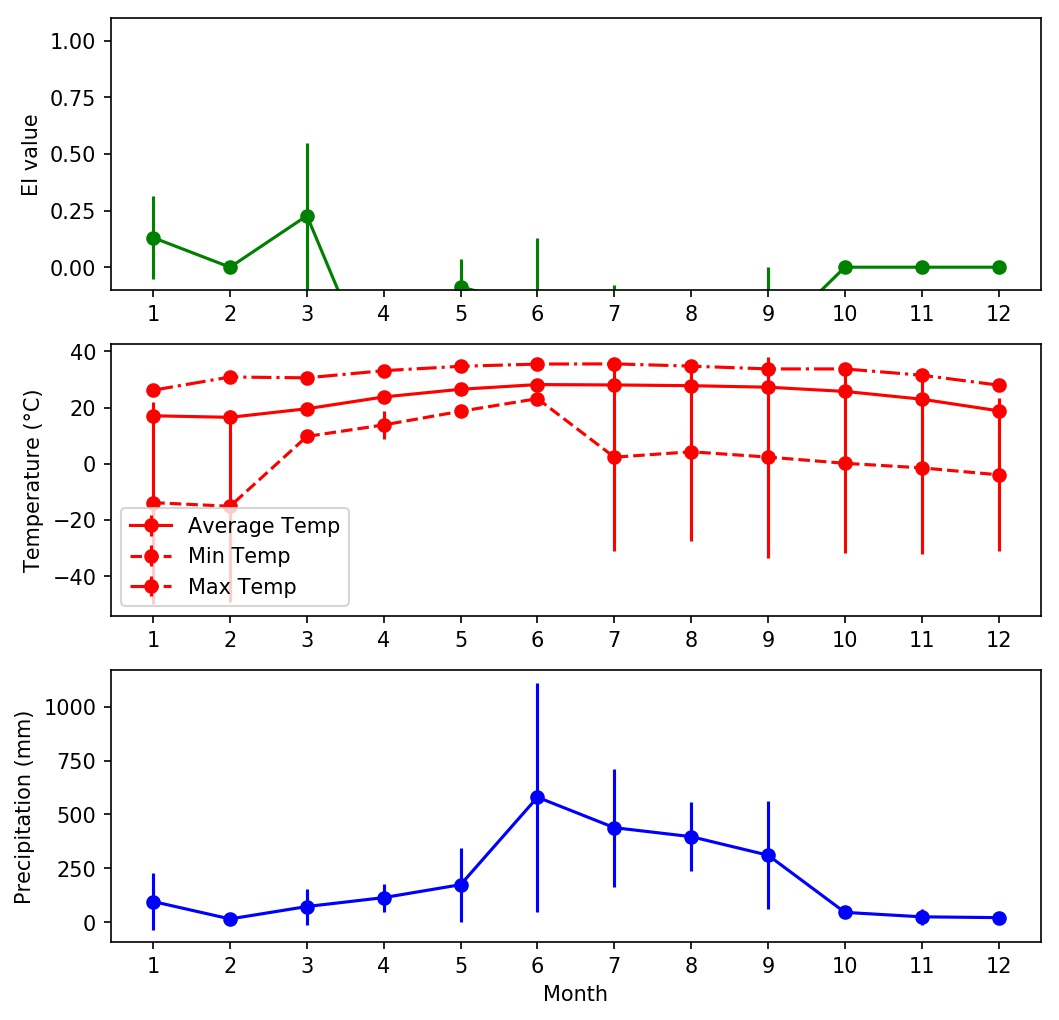 1.00
0.75
0.50
0.25
0.00
EI value
1 2 3 4 5 6 7 8 9 10 11 12
40
20
0
−20
−40
Temperature (°C)
Average Temp
Min Temp
Max Temp
1 2 3 4 5 6 7 8 9 10 11 12
1000
750
500
250
0
Precipitation (mm)
1 2 3 4 5 6 7 8 9 10 11 12
Month